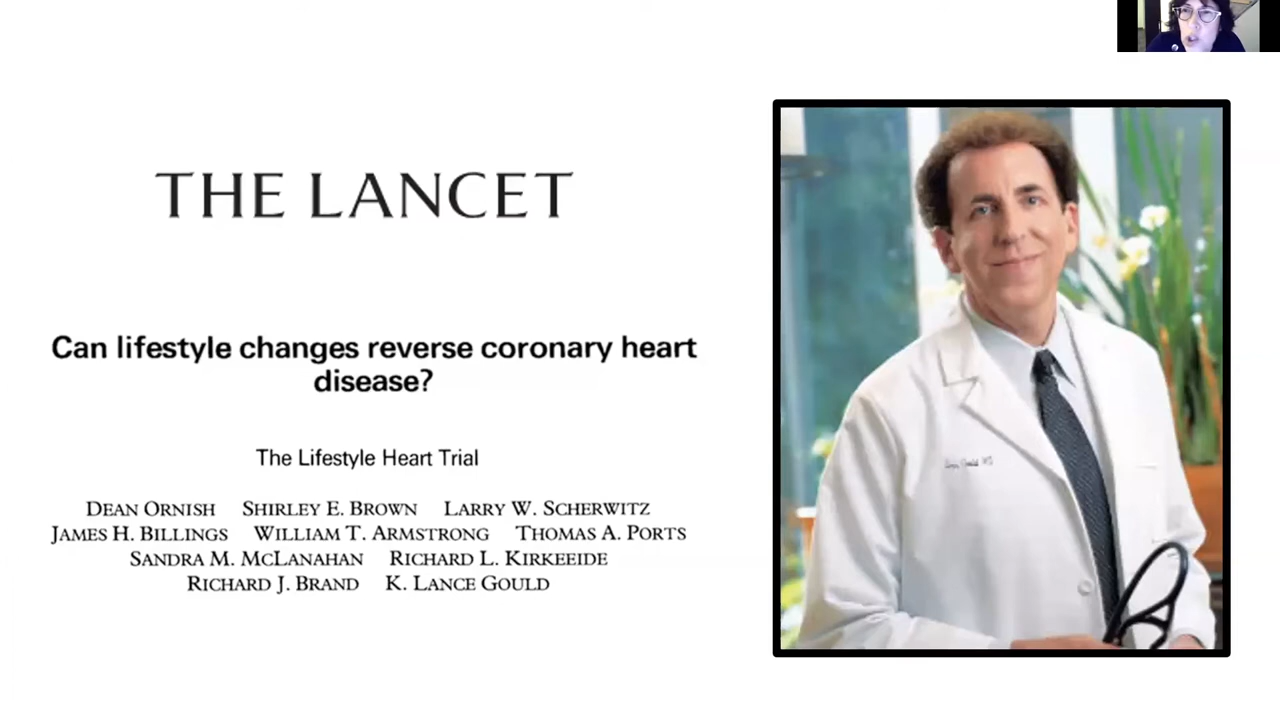 THE LANCET
Can lifestyle changes reverse coronary heart
disease?
The Lifestyle Heart Trial
DEAN ORNISH SHIRLEY E. BROWN LARRY W. SCHERWITZ
JAMES H. BILLINGS WILLIAM T. ARMSTRONG THOMAS A. PORTS
SANDRA M. MCLANAHAN RICHARD L. KIRKEEIDE
RICHARD J. BRAND K. LANCE GOULD